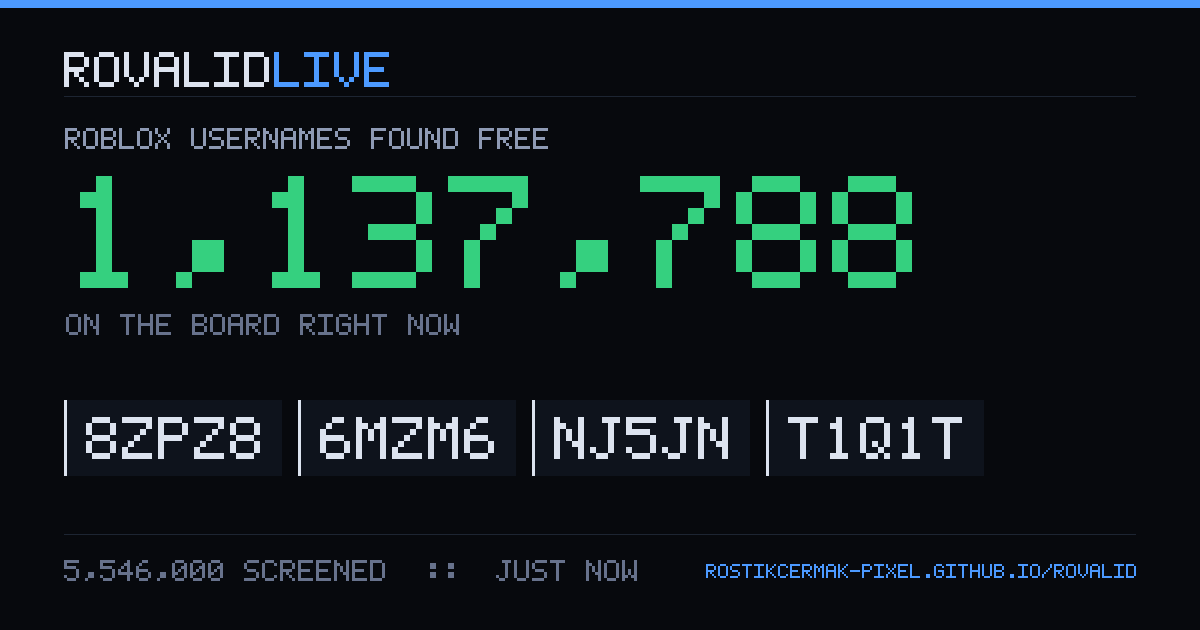 ROVALIDLIVE
ROBLOX USERNAMES FOUND FREE
1,137,788
ON THE BOARD RIGHT NOW
8ZPZ8 6MZM6 NJ5JN T1Q1T
5,546,000 SCREENED :: JUST NOW ROSTIKCERMAK-PIXEL.GITHUB.IO/ROVALID